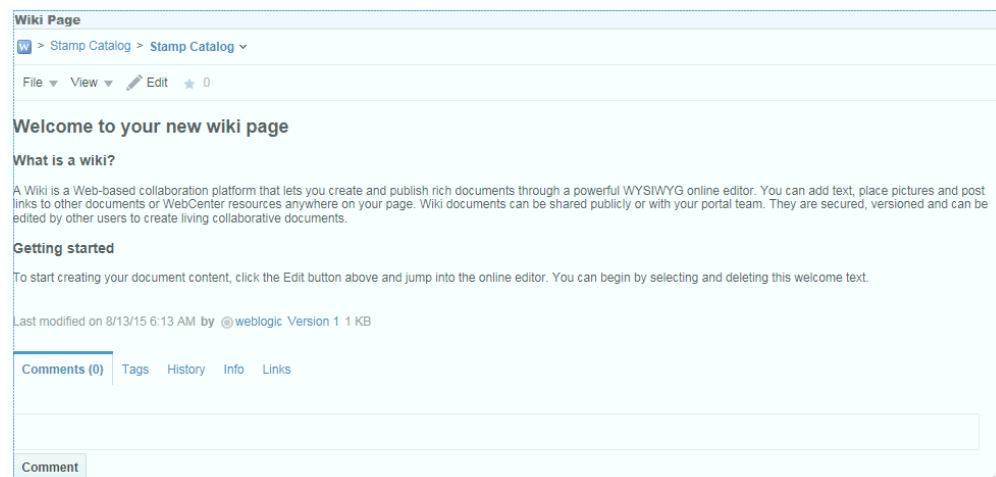 Wiki Page
W > Stamp Catalog > Stamp Catalog
File View Edit 0
Welcome to your new wiki page
What is a wiki?
A Wiki is a Web-based collaboration platform that lets you create and publish rich documents through a powerful WYSIWYG online editor. You can add text, place pictures and post
links to other documents or WebCenter resources anywhere on your page. Wiki documents can be shared publicly or with your portal team. They are secured, versioned and can be
edited by other users to create living collaborative documents.
Getting started
To start creating your document content, click the Edit button above and jump into the online editor. You can begin by selecting and deleting this welcome text.
Last modified on 8/13/15 6:13 AM by weblogic Version 1 1 KB
Comments (0) Tags History Info Links
Comment